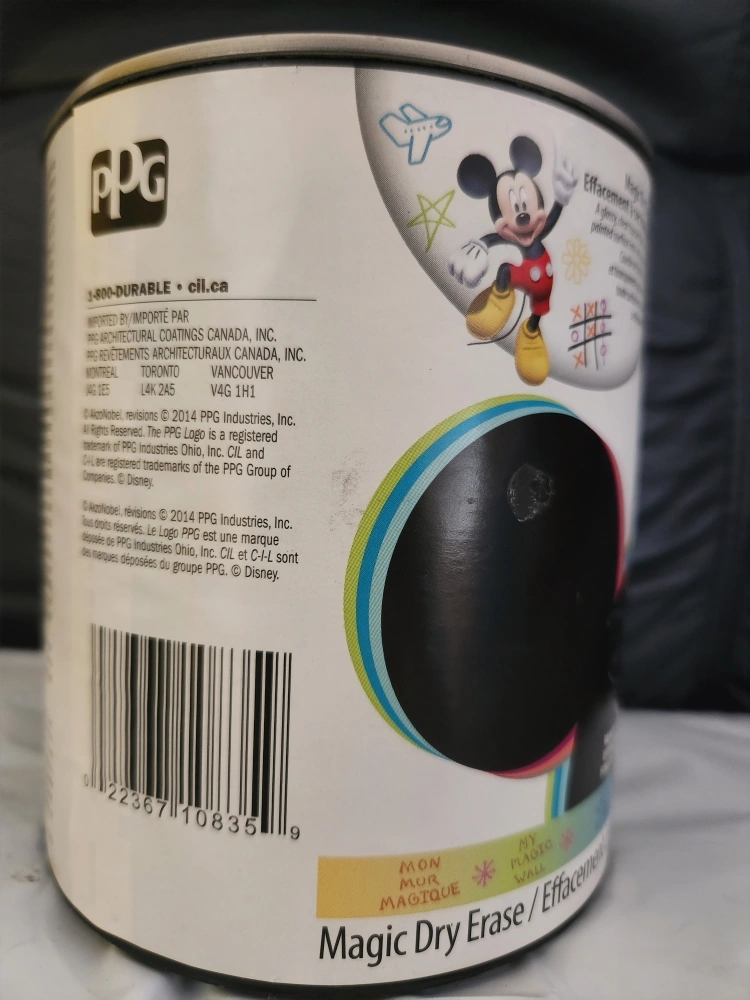 PPG
1-800-DURABLE • cil.ca
IMPORTED BY/IMPORTÉ PAR
PPG ARCHITECTURAL COATINGS CANADA, INC.
PPG REVÊTEMENTS ARCHITECTURAUX CANADA, INC.
MONTRÉAL TORONTO VANCOUVER
J4G 1E5 L4K 2A5 V4G 1H1
© AkzoNobel, revisions © 2014 PPG Industries, Inc.
All Rights Reserved. The PPG Logo is a registered
trademark of PPG Industries Ohio, Inc. CIL and
C-I-L are registered trademarks of the PPG Group of
Companies. © Disney.
© AkzoNobel, révisions © 2014 PPG Industries, Inc.
Tous droits réservés. Le Logo PPG est une marque
déposée de PPG Industries Ohio, Inc. CIL et C-I-L sont
des marques déposées du groupe PPG. © Disney.
0 22367 10835 9
Effacement
MON
MUR
MAGIQUE
MY
MAGIC
WALL
Magic Dry Erase / Effacement